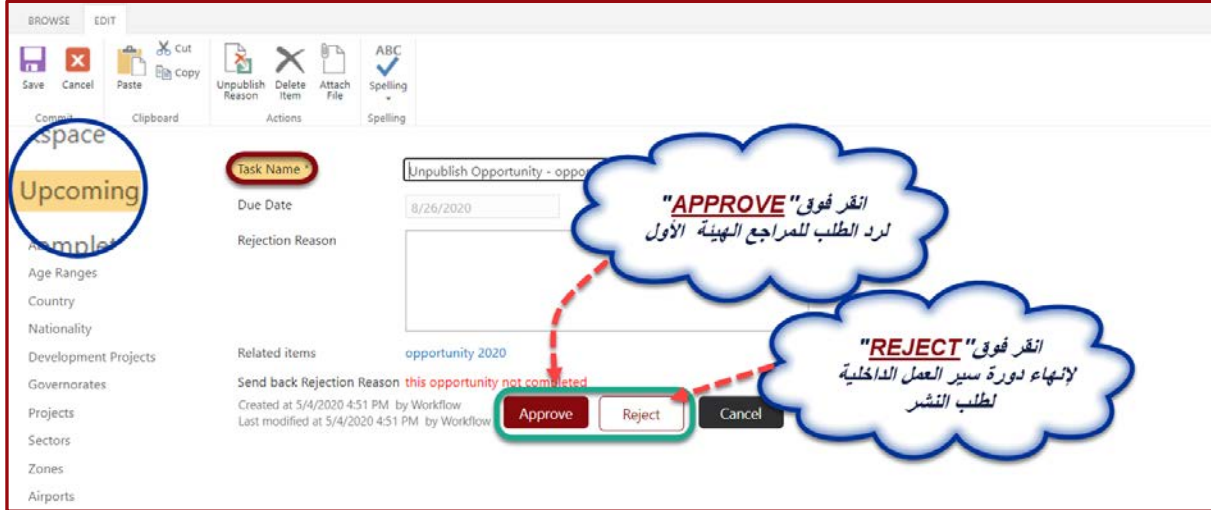 BROWSE EDIT
Save
Cancel
Paste
Cut
Copy
Unpublish Reason
Delete Item
Attach File
ABC
Spelling
Commit
Clipboard
Actions
Spelling
Upcoming
Age Ranges
Country
Nationality
Development Projects
Governorates
Projects
Sectors
Zones
Airports
Task Name *
Unpublish Opportunity - oppor
Due Date
8/26/2020
Rejection Reason
Related items
opportunity 2020
Send back Rejection Reason this opportunity not completed
Created at 5/4/2020 4:51 PM by Workflow
Last modified at 5/4/2020 4:51 PM by Workflow
Approve
Reject
Cancel
انقر فوق "APPROVE"
لرد الطلب للمراجع الهيئة الأول
انقر فوق "REJECT"
لإنهاء دورة سير العمل الداخلية
لطلب النشر